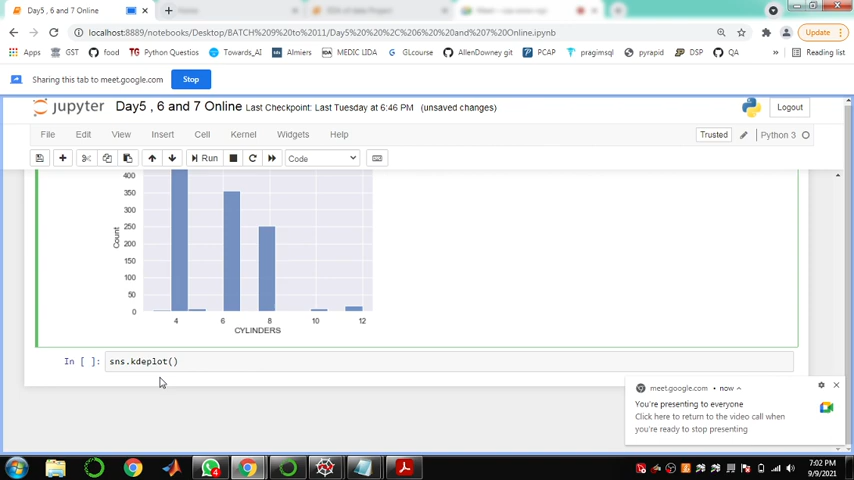 Day5, 6 and 7 Online
Update
localhost:8889/notebooks/Desktop/BATCH%209%20to%2011/Day5%20%2C%206%20and%207%20Online.ipynb
Apps GST food Python Questions Towards_AI AImiers MEDIC LIDA GLcourse AllenDowney git PCAP pragimsql pyrapid DSP QA Reading list
Sharing this tab to meet.google.com Stop
jupyter Day5 , 6 and 7 Online Last Checkpoint: Last Tuesday at 6:46 PM (unsaved changes) Logout
File Edit View Insert Cell Kernel Widgets Help Trusted Python 3
Run Code
400
350
300
250
200
150
100
50
0
Count
4 6 8 10 12
CYLINDERS
In [ ]: sns.kdeplot()
meet.google.com • now
You're presenting to everyone
Click here to return to the video call when
you're ready to stop presenting
4
7:02 PM
9/9/2021